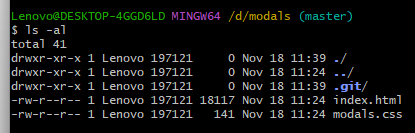 Lenovo@DESKTOP-4GGD6LD MINGW64 /d/modals (master)
$ ls -al
total 41
drwxr-xr-x 1 Lenovo 197121     0 Nov 18 11:39 ./
drwxr-xr-x 1 Lenovo 197121     0 Nov 18 11:24 ../
drwxr-xr-x 1 Lenovo 197121     0 Nov 18 11:39 .git/
-rw-r--r-- 1 Lenovo 197121 18117 Nov 18 11:24 index.html
-rw-r--r-- 1 Lenovo 197121   141 Nov 18 11:24 modals.css